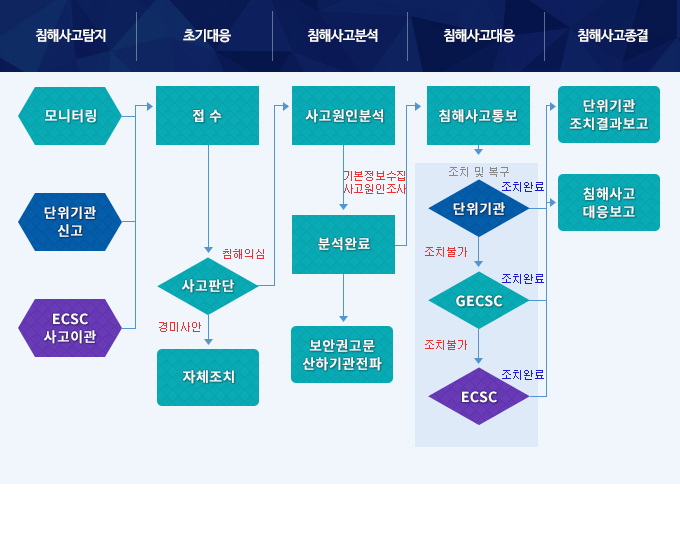 침해사고탐지
초기대응
침해사고분석
침해사고대응
침해사고종결
모니터링
단위기관
신고
ECSC
사고이관
접 수
침해의심
사고판단
경미사안
자체조치
사고원인분석
기본정보수집
사고원인조사
분석완료
보안권고문
산하기관전파
침해사고통보
조치 및 복구
조치완료
단위기관
조치불가
조치완료
GECSC
조치불가
조치완료
ECSC
단위기관
조치결과보고
침해사고
대응보고